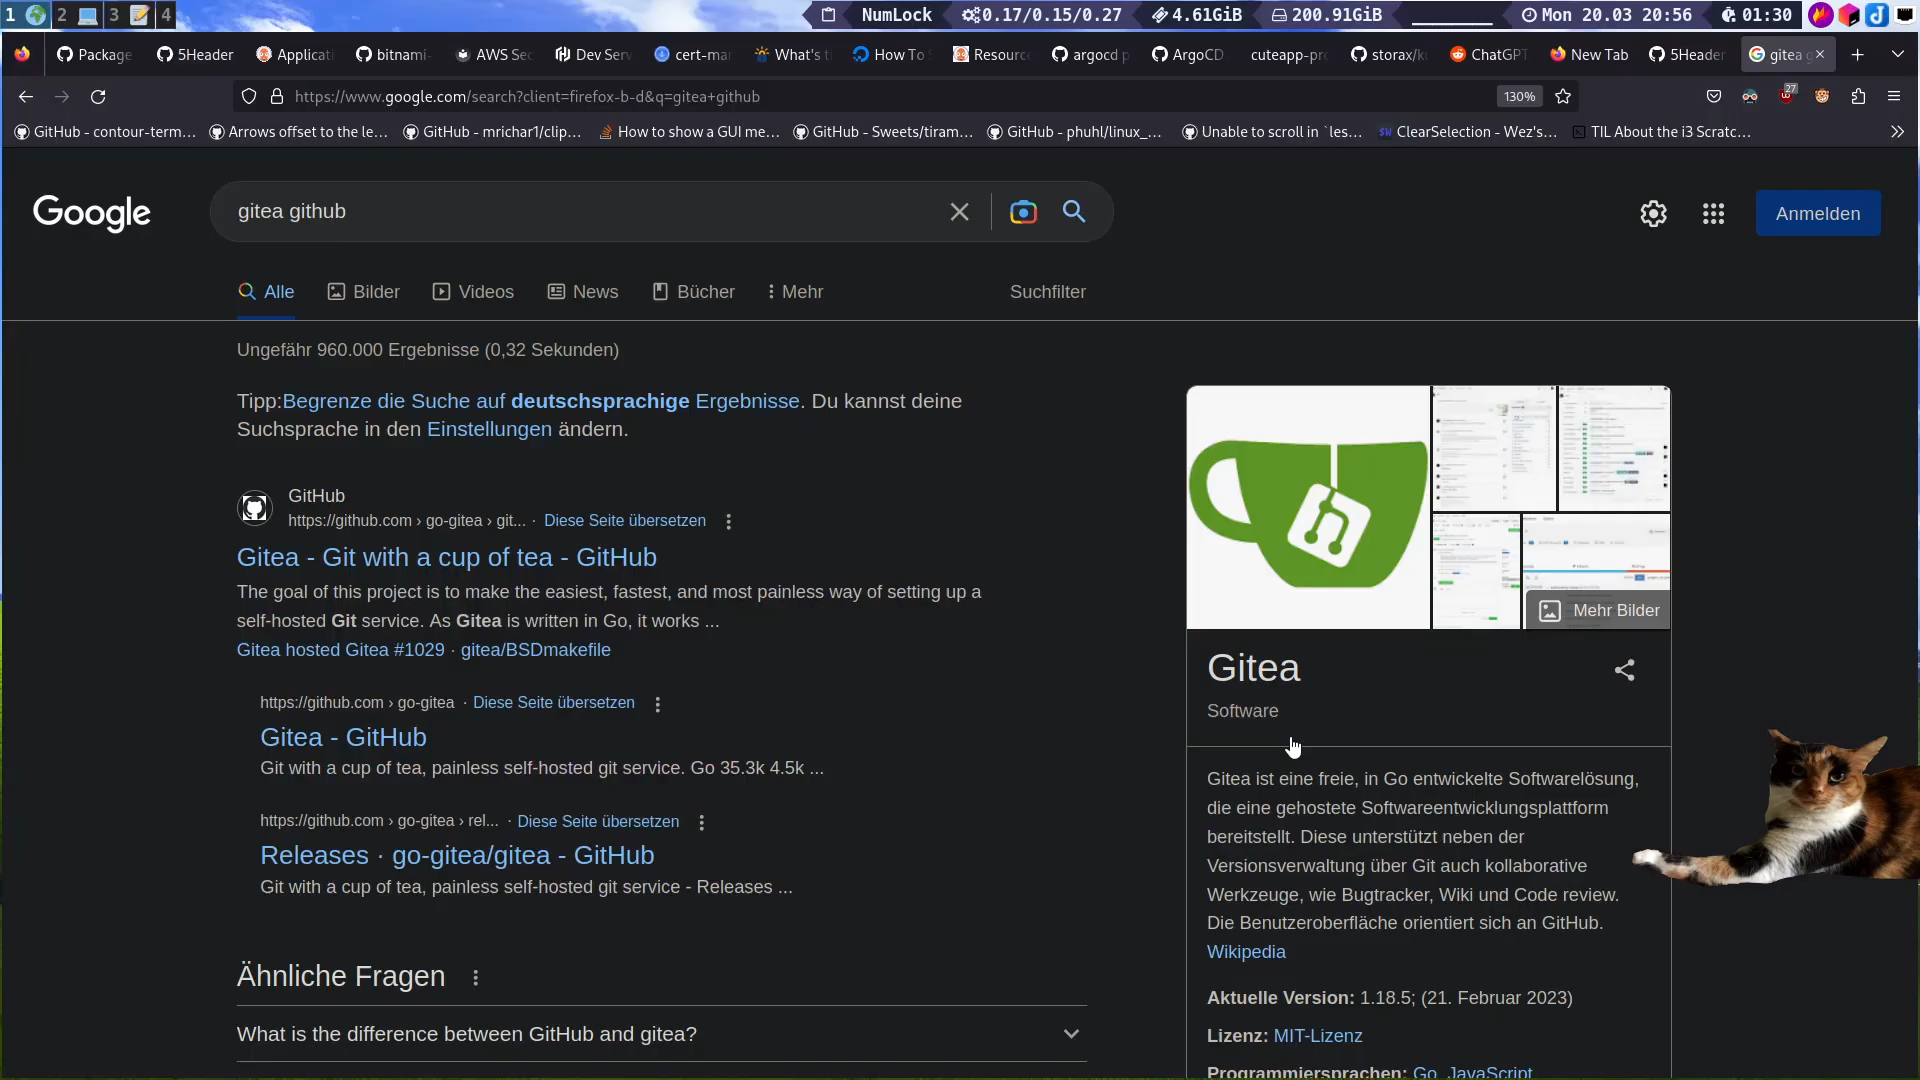 1 2 3 4 NumLock 0.17/0.15/0.27 4.61GiB 200.91GiB Mon 20.03 20:56 01:30
Package 5Header Applicati bitnami- AWS Sec Dev Serv cert-man What's t How To Resourc argocd p ArgoCD cuteapp-pr storax/k ChatGPT New Tab 5Header gitea g
https://www.google.com/search?client=firefox-b-d&q=gitea+github 130% 27
GitHub - contour-term... Arrows offset to the le... GitHub - mrichar1/clip... How to show a GUI me... GitHub - Sweets/tiram... GitHub - phuhl/linux_... Unable to scroll in `les... ClearSelection - Wez's... TIL About the i3 Scratc...
Google gitea github Anmelden
Alle Bilder Videos News Bücher Mehr Suchfilter
Ungefähr 960.000 Ergebnisse (0,32 Sekunden)
Tipp:Begrenze die Suche auf deutschsprachige Ergebnisse. Du kannst deine
Suchsprache in den Einstellungen ändern.
GitHub
https://github.com › go-gitea › git... · Diese Seite übersetzen
Gitea - Git with a cup of tea - GitHub
The goal of this project is to make the easiest, fastest, and most painless way of setting up a
self-hosted Git service. As Gitea is written in Go, it works ...
Gitea hosted Gitea #1029 · gitea/BSDmakefile
https://github.com › go-gitea · Diese Seite übersetzen
Gitea - GitHub
Git with a cup of tea, painless self-hosted git service. Go 35.3k 4.5k ...
https://github.com › go-gitea › rel... · Diese Seite übersetzen
Releases · go-gitea/gitea - GitHub
Git with a cup of tea, painless self-hosted git service - Releases ...
Ähnliche Fragen
What is the difference between GitHub and gitea?
Mehr Bilder
Gitea
Software
Gitea ist eine freie, in Go entwickelte Softwarelösung,
die eine gehostete Softwareentwicklungsplattform
bereitstellt. Diese unterstützt neben der
Versionsverwaltung über Git auch kollaborative
Werkzeuge, wie Bugtracker, Wiki und Code review.
Die Benutzeroberfläche orientiert sich an GitHub.
Wikipedia
Aktuelle Version: 1.18.5; (21. Februar 2023)
Lizenz: MIT-Lizenz
Programmiersprachen: Go, JavaScript